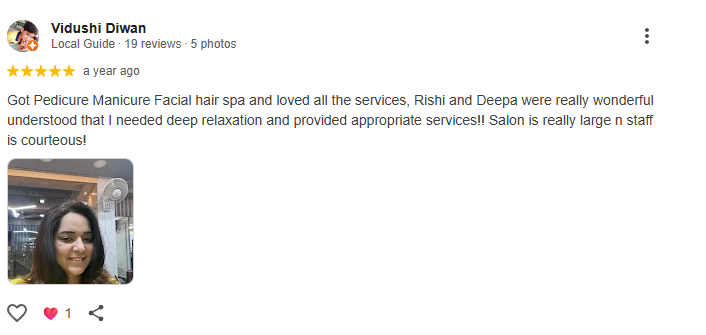 Vidushi Diwan
Local Guide · 19 reviews · 5 photos
a year ago
Got Pedicure Manicure Facial hair spa and loved all the services, Rishi and Deepa were really wonderful
understood that I needed deep relaxation and provided appropriate services!! Salon is really large n staff
is courteous!
1